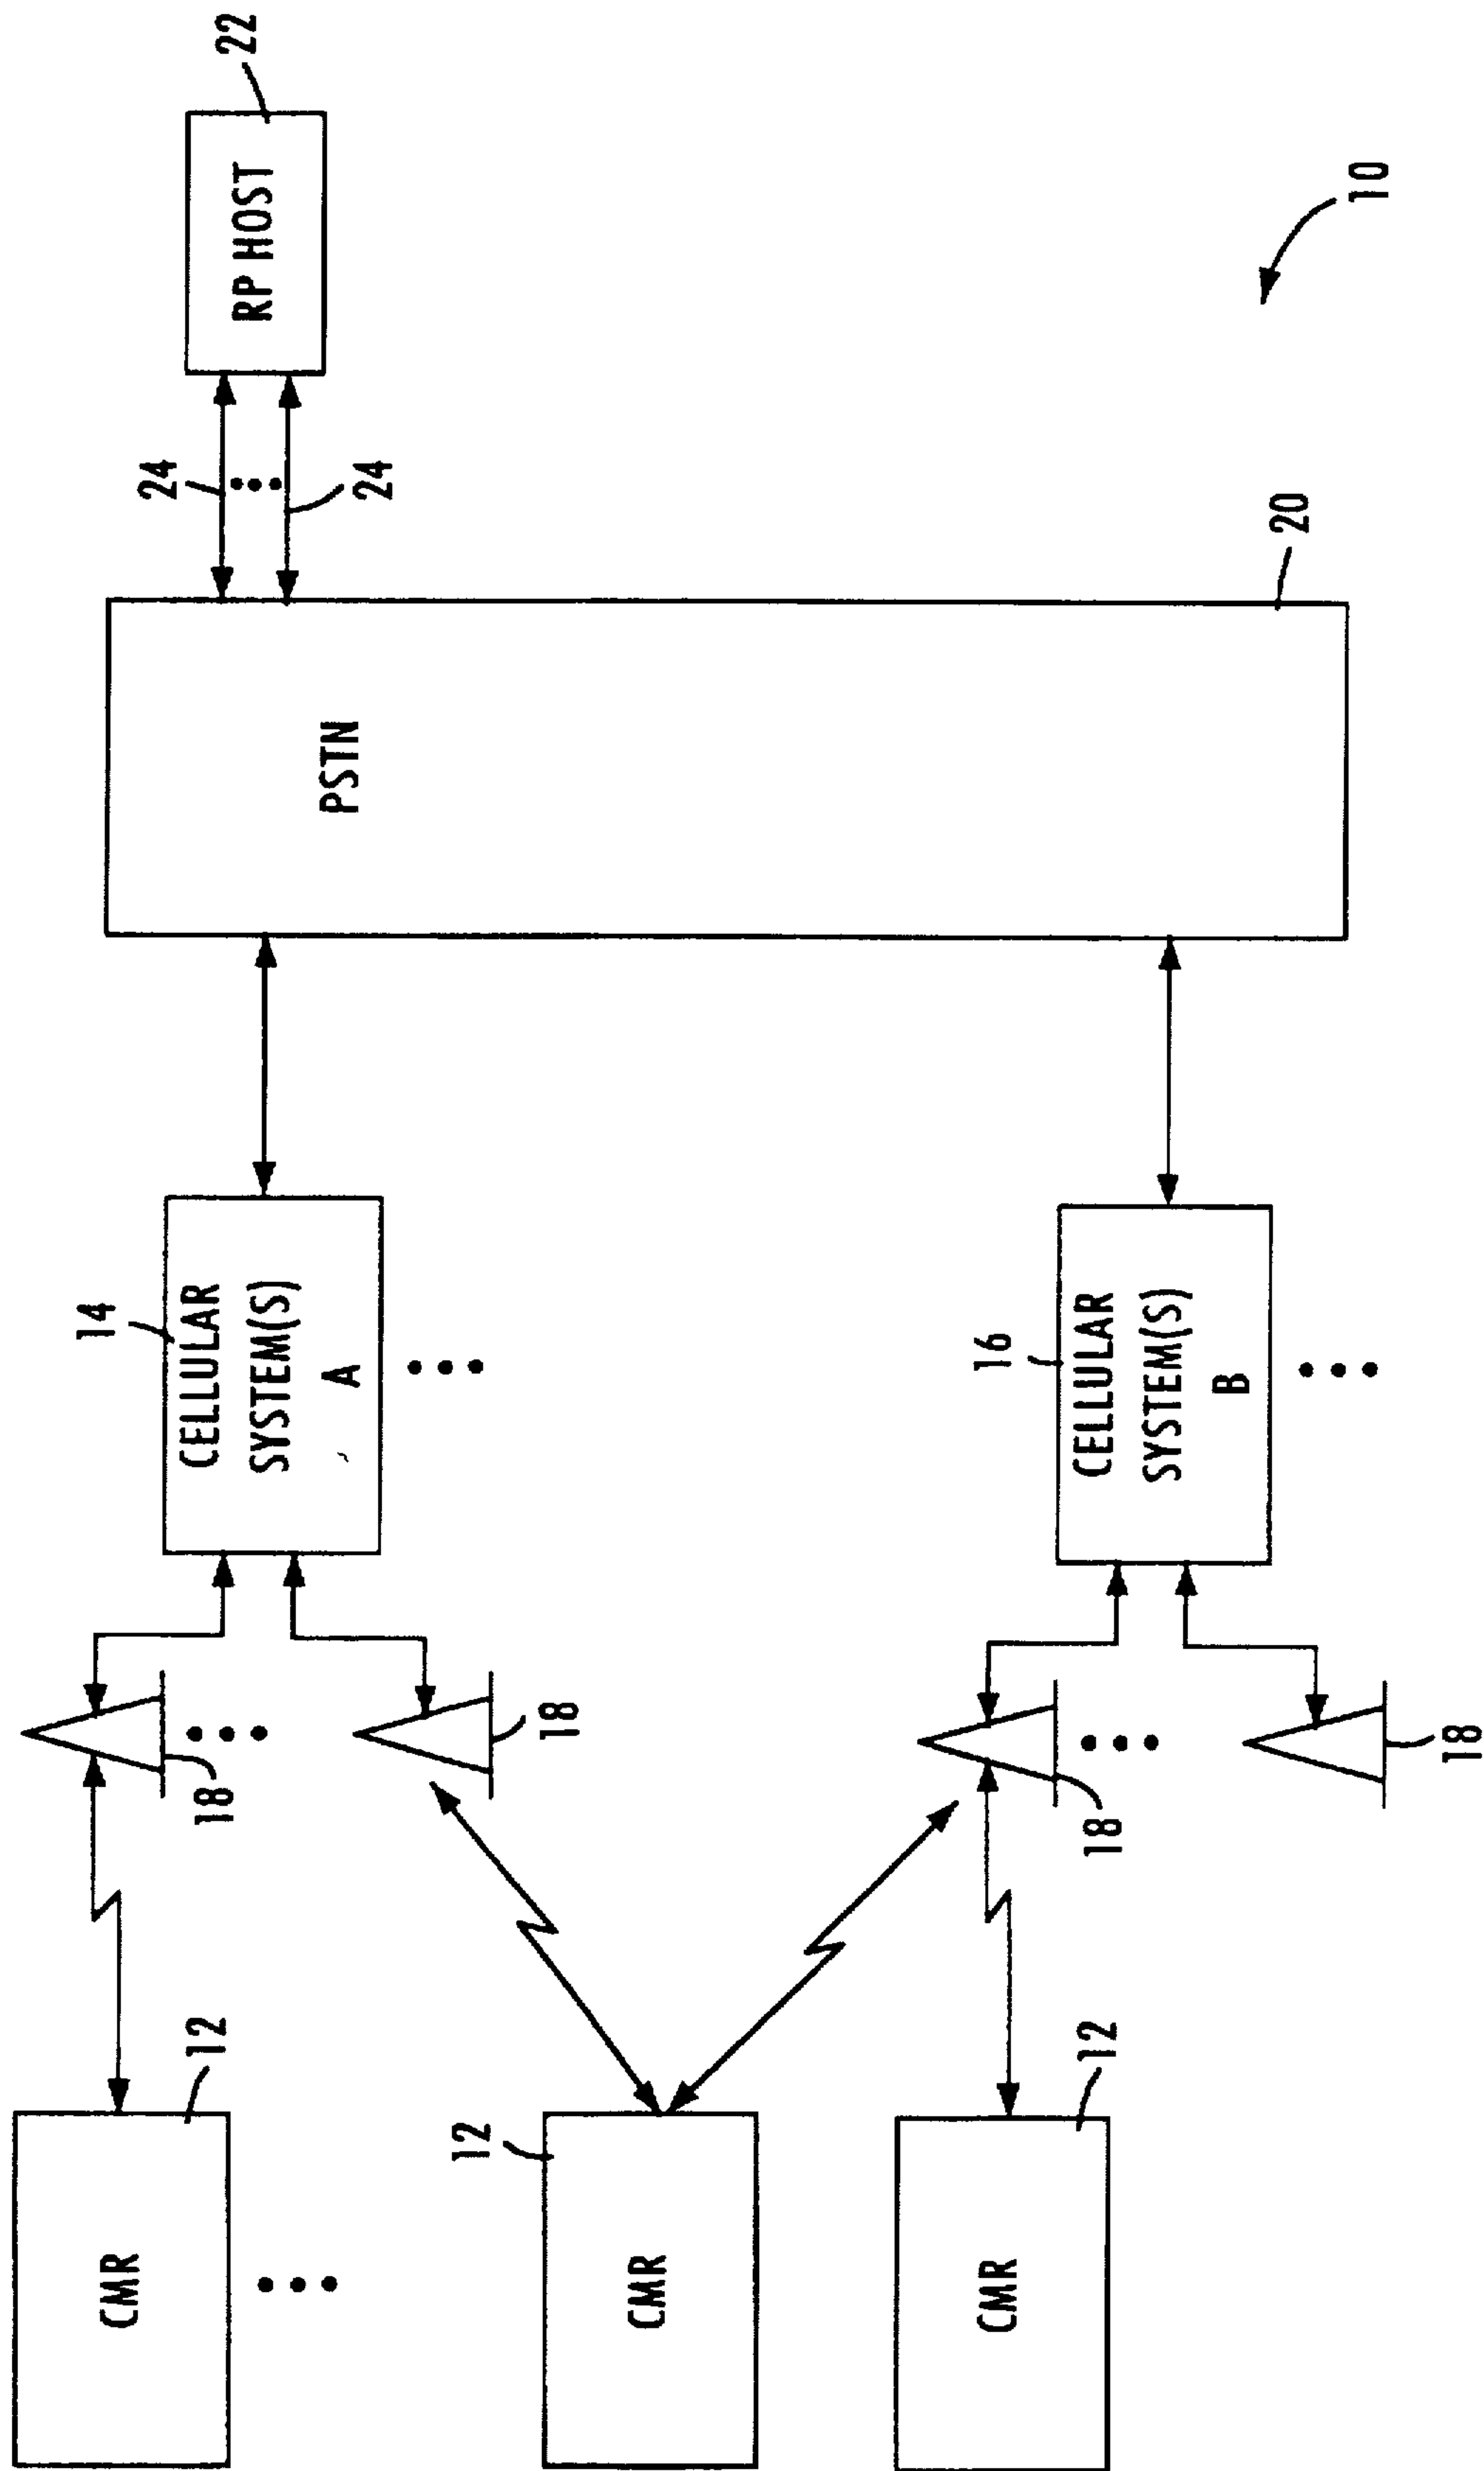 CMR
12
CMR
12
CMR
12
18
18
18
18
14
CELLULAR
SYSTEM(S)
A
16
CELLULAR
SYSTEM(S)
B
PSTN
20
24
24
RP HOST
22
10